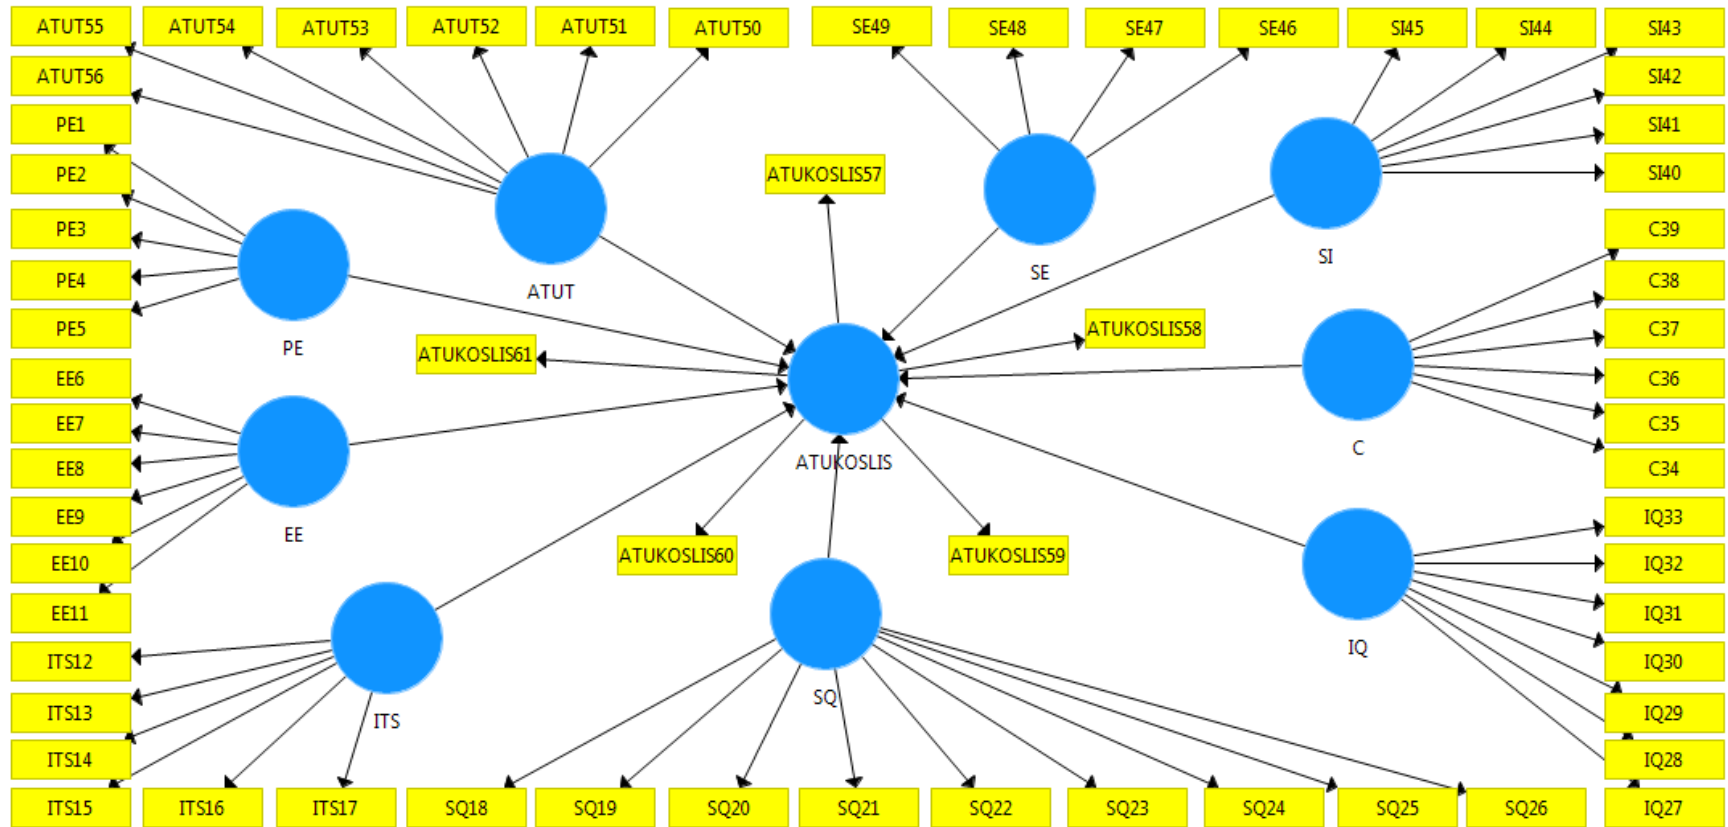 ATUT55
ATUT54
ATUT53
ATUT52
ATUT51
ATUT50
SE49
SE48
SE47
SE46
SI45
SI44
SI43
ATUT56
SI42
PE1
SI41
PE2
ATUKOSLIS57
SI40
PE3
C39
SI
SE
PE4
C38
ATUT
PE5
ATUKOSLIS58
C37
PE
ATUKOSLIS61
EE6
C36
EE7
C35
C
ATUKOSLIS
EE8
C34
EE9
IQ33
EE
ATUKOSLIS60
ATUKOSLIS59
EE10
IQ32
EE11
IQ31
IQ
ITS12
IQ30
SQ
ITS13
IQ29
ITS
ITS14
IQ28
ITS15
ITS16
ITS17
SQ18
SQ19
SQ20
SQ21
SQ22
SQ23
SQ24
SQ25
SQ26
IQ27